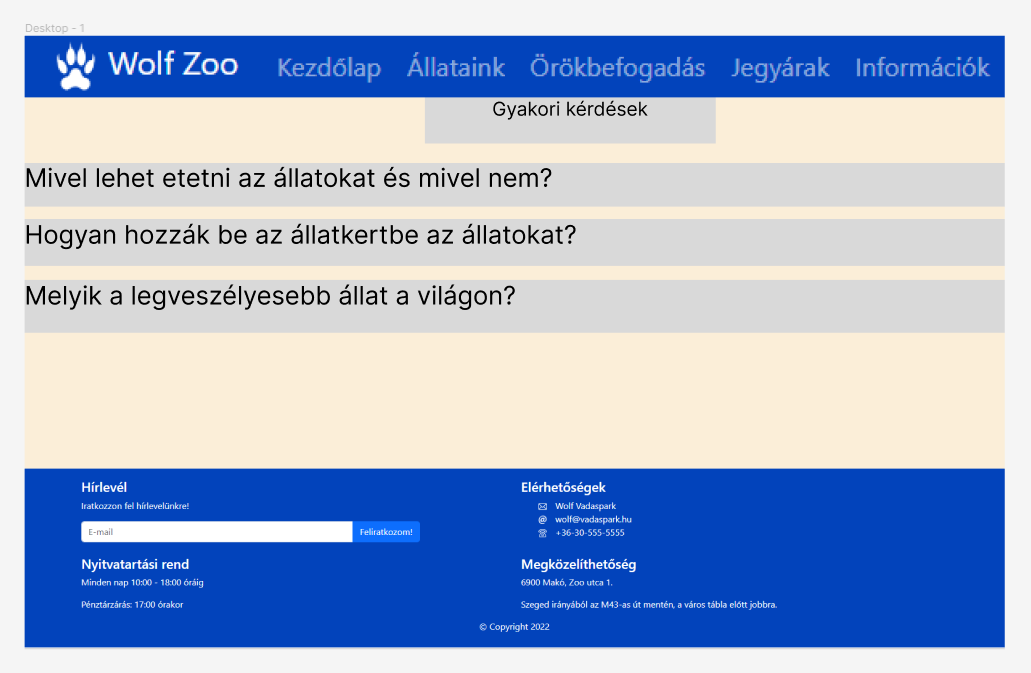 Desktop - 1
Wolf Zoo Kezdőlap Állataink Örökbefogadás Jegyárak Információk
Gyakori kérdések
Mivel lehet etetni az állatokat és mivel nem?
Hogyan hozzák be az állatkertbe az állatokat?
Melyik a legveszélyesebb állat a világon?
Hírlevél
Iratkozzon fel hírlevelünkre!
E-mail Feliratkozom!
Elérhetőségek
Wolf Vadaspark
@ wolf@vadaspark.hu
+36-30-555-5555
Nyitvatartási rend
Minden nap 10:00 - 18:00 óráig
Pénztárzárás: 17:00 órakor
Megközelíthetőség
6900 Makó, Zoo utca 1.
Szeged irányából az M43-as út mentén, a város tábla előtt jobbra.
© Copyright 2022